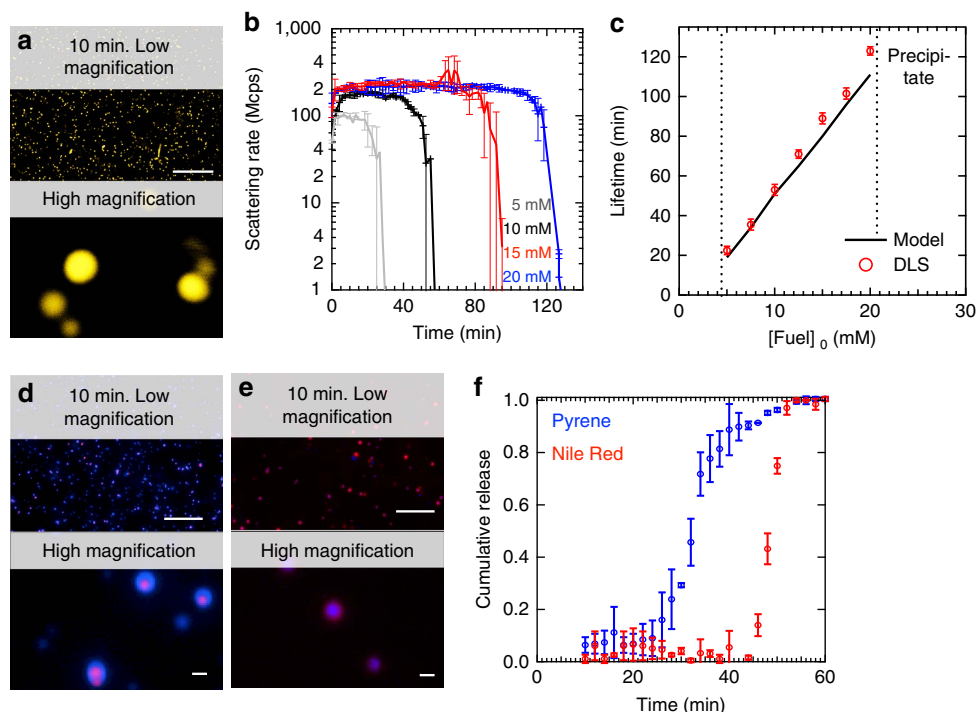 a
10 min. Low
magnification
High magnification
b
Scattering rate (Mcps)
1,000
4
2
100
4
2
10
4
2
1
5 mM
10 mM
15 mM
20 mM
0
40
80
120
Time (min)
c
Lifetime (min)
120
100
80
60
40
20
0
Precipi-
tate
Model
DLS
0
10
20
30
[Fuel] 0 (mM)
d
10 min. Low
magnification
High magnification
e
10 min. Low
magnification
High magnification
f
Cumulative release
1.0
0.8
0.6
0.4
0.2
0.0
Pyrene
Nile Red
0
20
40
60
Time (min)